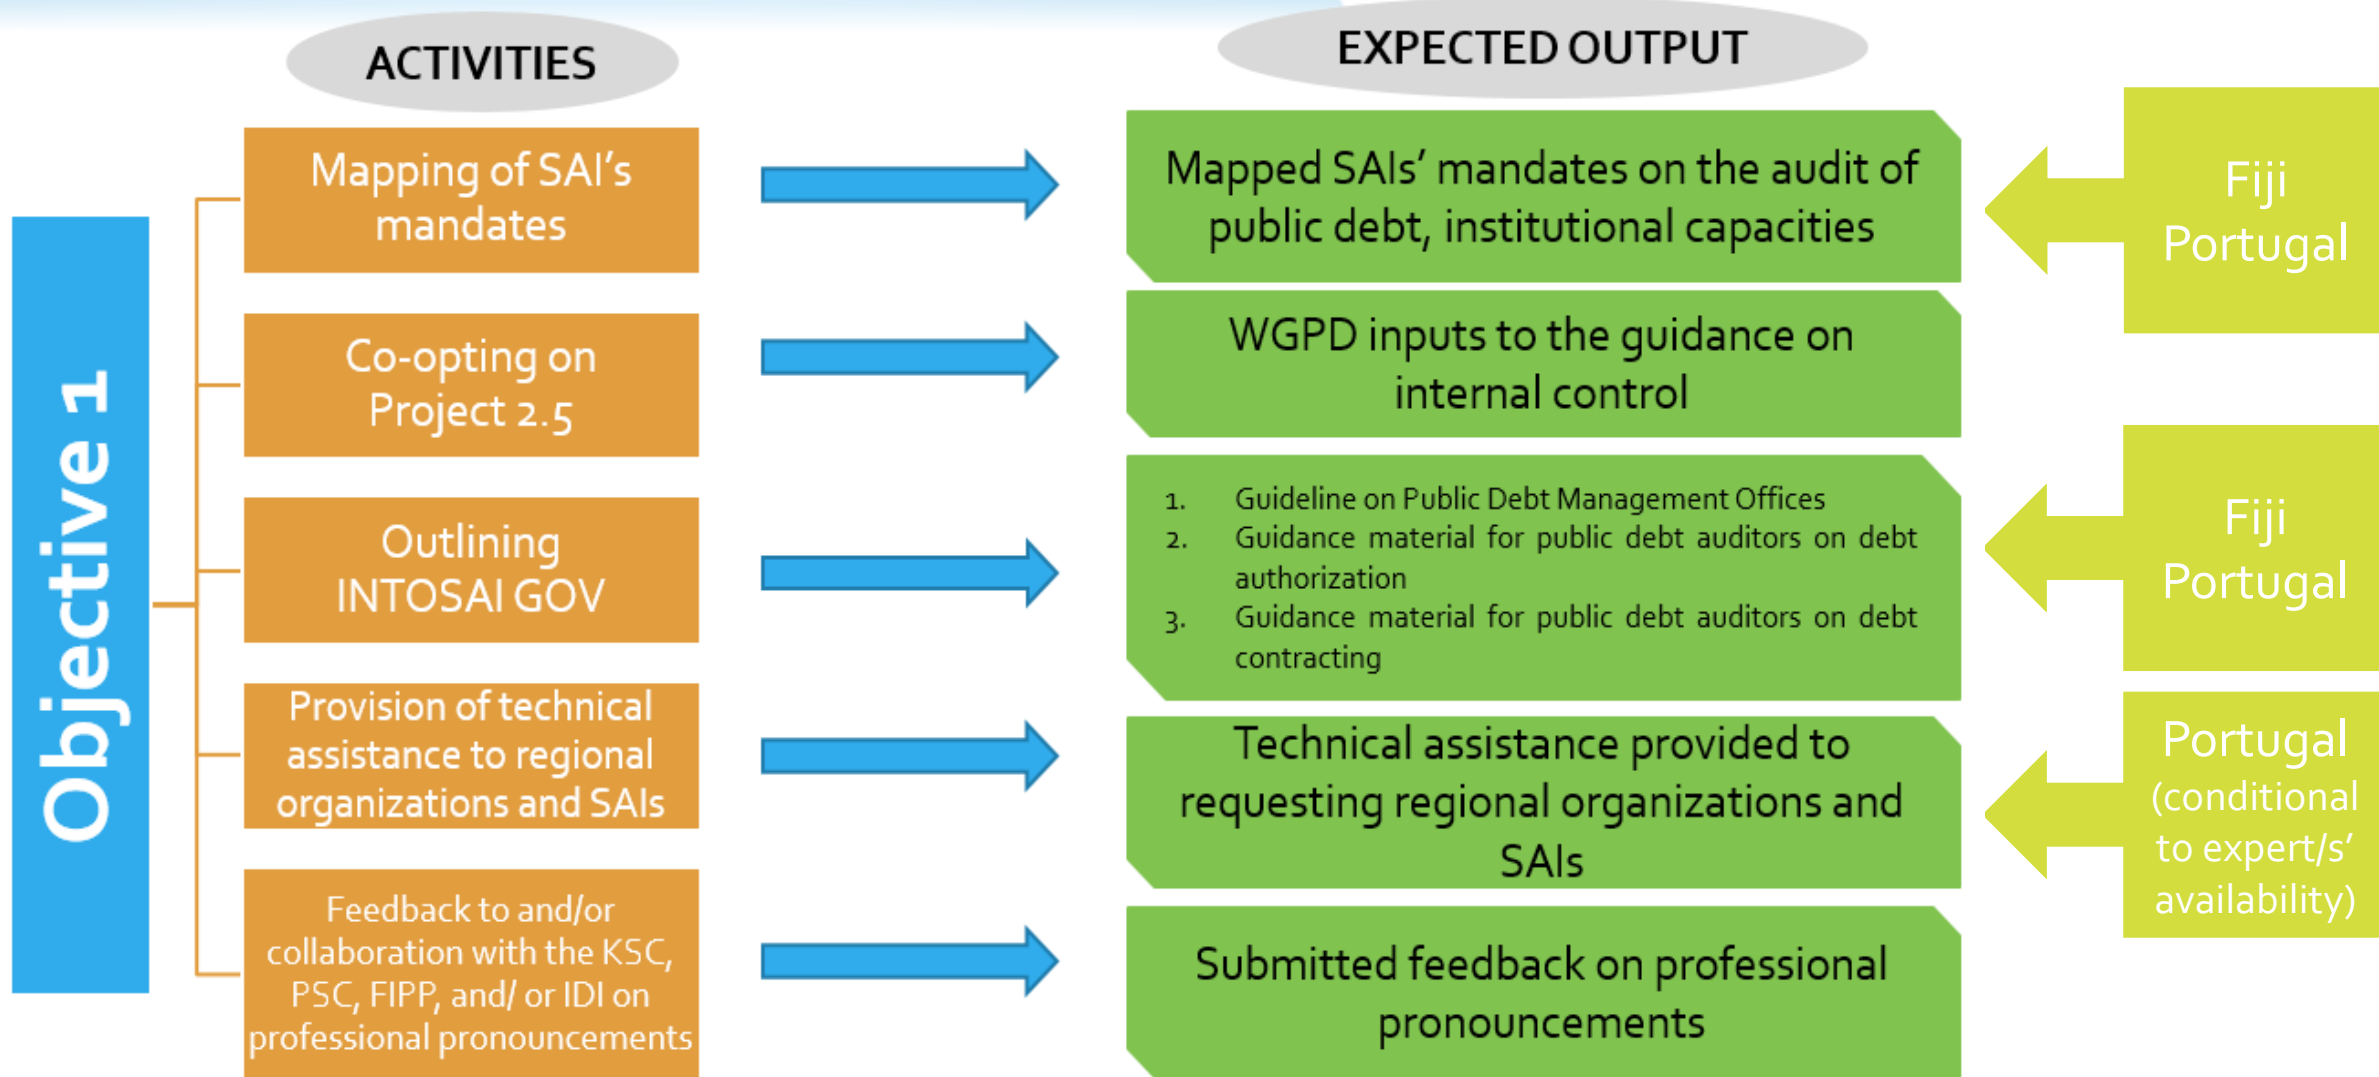 ACTIVITIES
EXPECTED OUTPUT
Objective 1
Mapping of SAI's
mandates
Mapped SAIs' mandates on the audit of
public debt, institutional capacities
Fiji
Portugal
Co-opting on
Project 2.5
WGPD inputs to the guidance on
internal control
Outlining
INTOSAI GOV
1. Guideline on Public Debt Management Offices
2. Guidance material for public debt auditors on debt
authorization
3. Guidance material for public debt auditors on debt
contracting
Fiji
Portugal
Provision of technical
assistance to regional
organizations and SAIs
Technical assistance provided to
requesting regional organizations and
SAIs
Portugal
(conditional
to expert/s'
availability)
Feedback to and/or
collaboration with the KSC,
PSC, FIPP, and/ or IDI on
professional pronouncements
Submitted feedback on professional
pronouncements